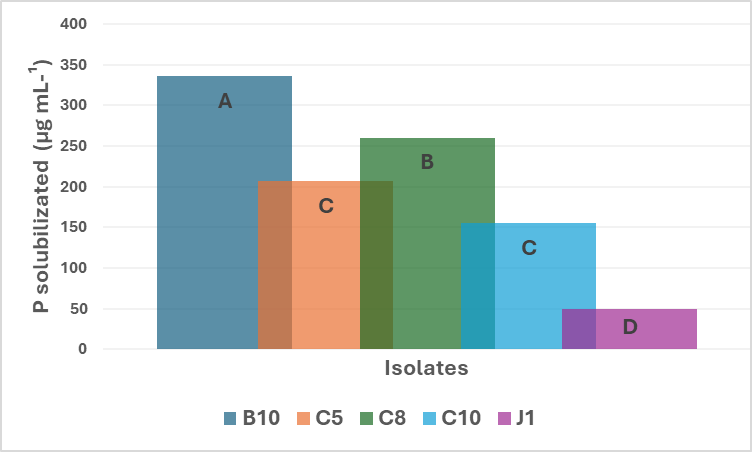 400
350
300
250
200
150
100
50
0
P solubilizated (µg mL-¹)
A
C
B
C
D
Isolates
B10 C5 C8 C10 J1